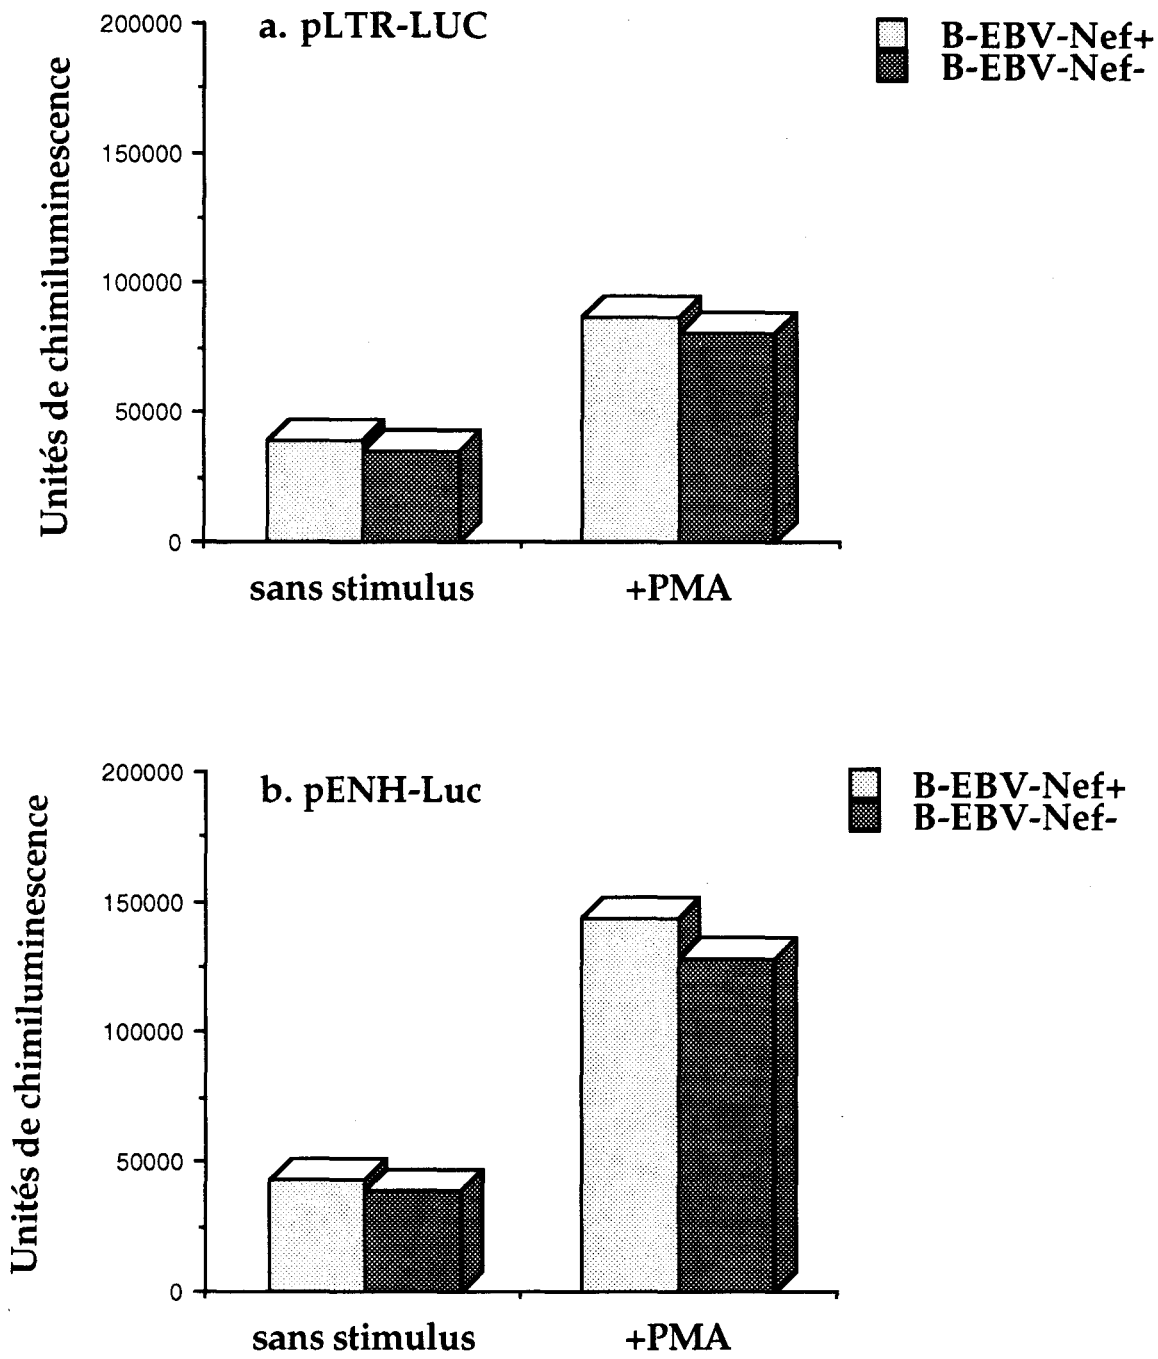 a. pLTR-LUC
B-EBV-Nef+
B-EBV-Nef-
Unités de chimiluminescence
200000
150000
100000
50000
0
sans stimulus
+PMA
b. pENH-Luc
B-EBV-Nef+
B-EBV-Nef-
Unités de chimiluminescence
200000
150000
100000
50000
0
sans stimulus
+PMA